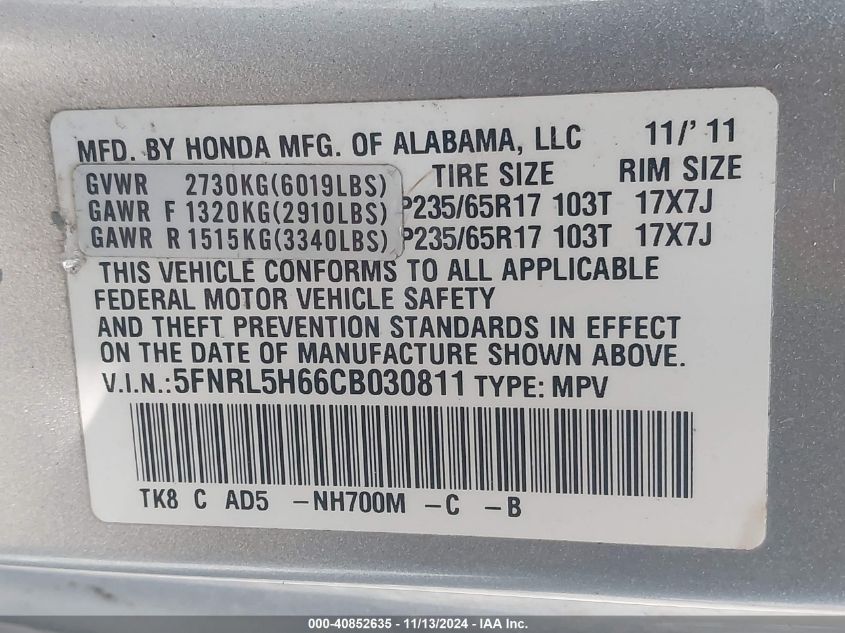 MFD. BY HONDA MFG. OF ALABAMA, LLC 11/'11
GVWR 2730KG(6019LBS) TIRE SIZE RIM SIZE
GAWR F 1320KG(2910LBS) P235/65R17 103T 17X7J
GAWR R 1515KG(3340LBS) P235/65R17 103T 17X7J
THIS VEHICLE CONFORMS TO ALL APPLICABLE
FEDERAL MOTOR VEHICLE SAFETY
AND THEFT PREVENTION STANDARDS IN EFFECT
ON THE DATE OF MANUFACTURE SHOWN ABOVE.
V.I.N.:5FNRL5H66CB030811 TYPE: MPV
TK8 C AD5 -NH700M -C -B
000-40852635 - 11/13/2024 - IAA Inc.